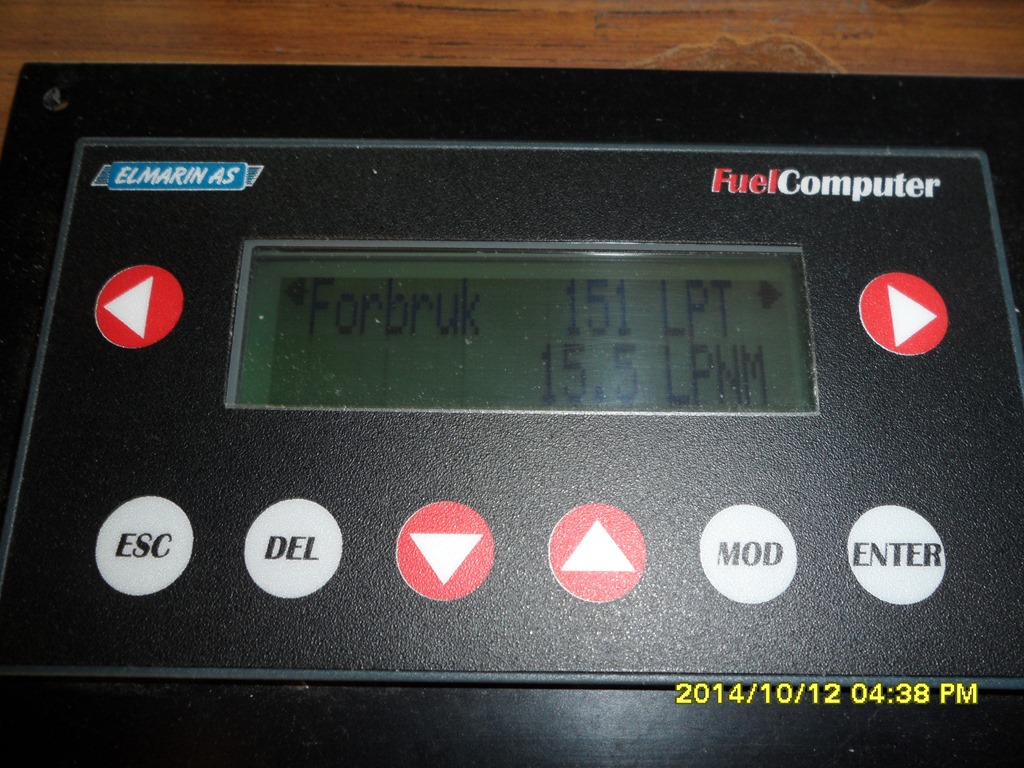 ELMARIN AS
FuelComputer
Forbruk 151 LPT
15.5 LPNM
ESC DEL MOD ENTER
2014/10/12 04:38 PM